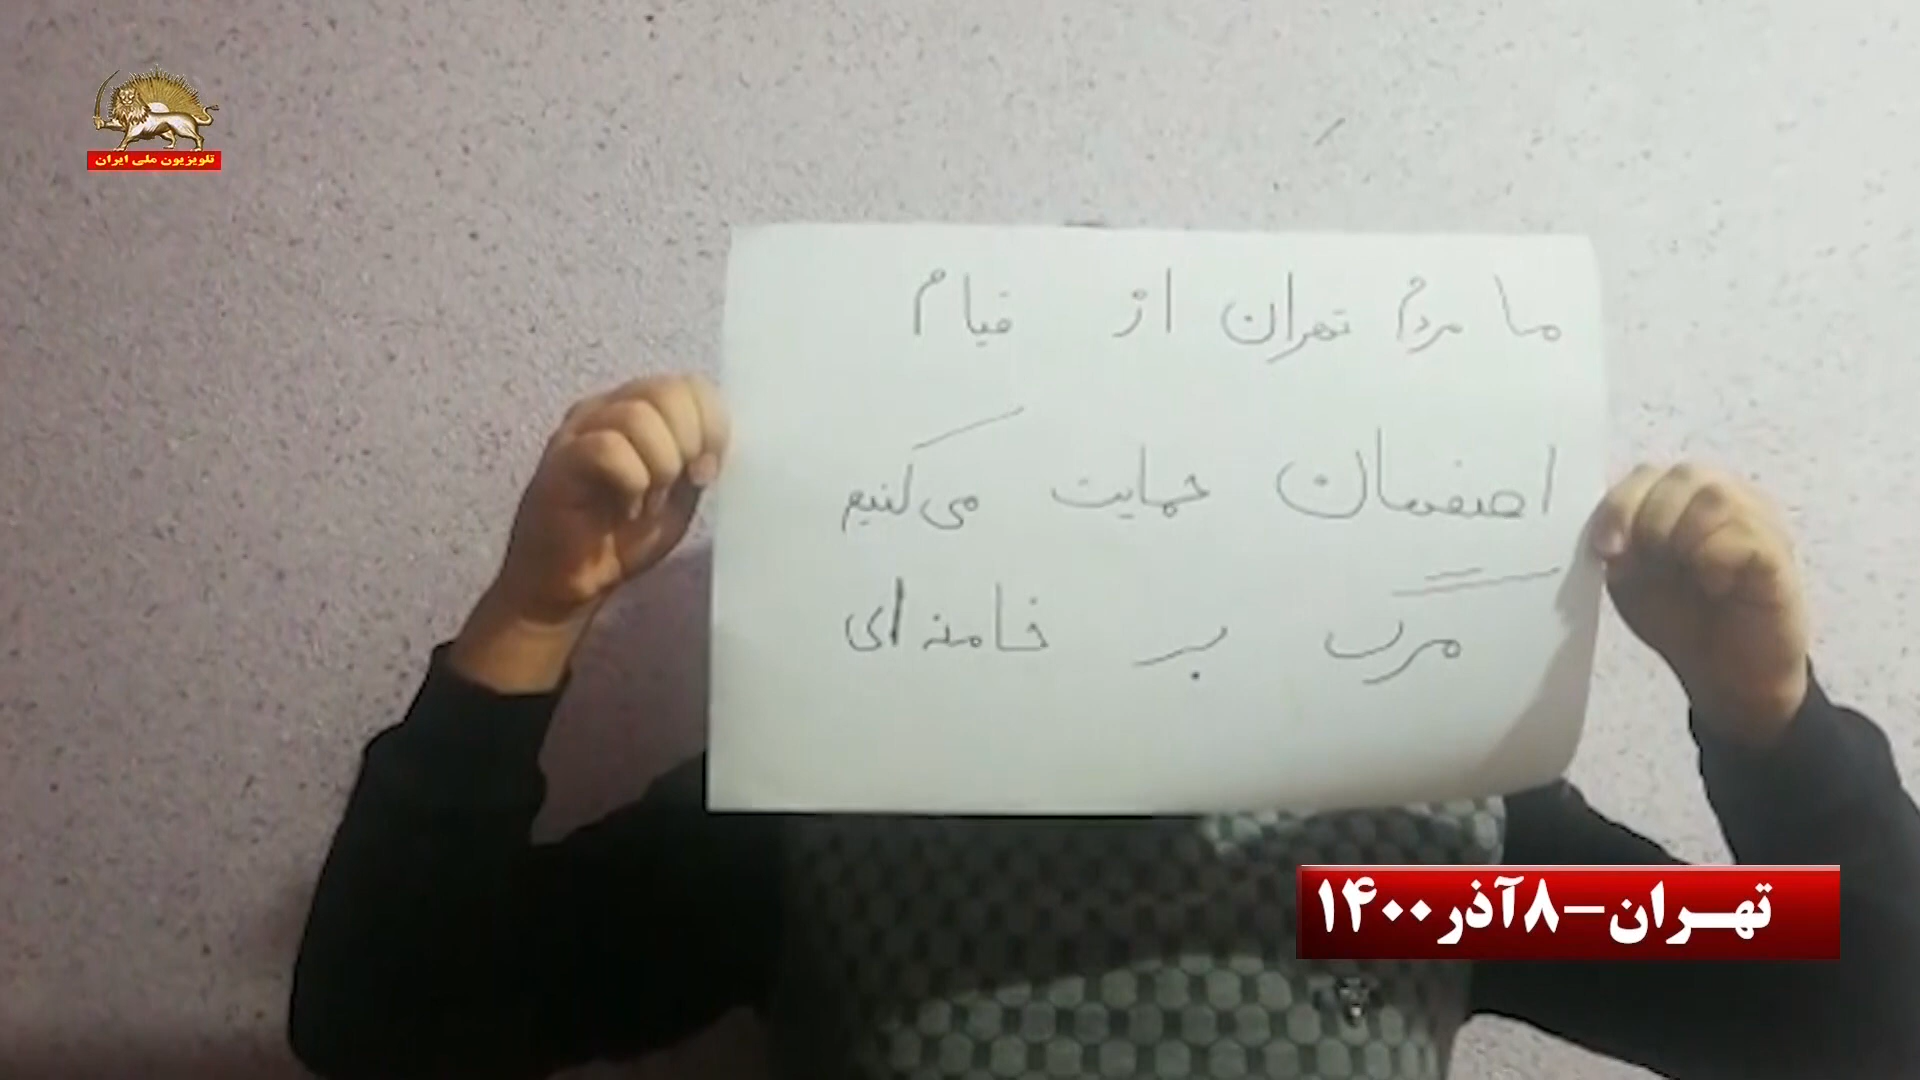 تلویزیون ملی ایران
ما مردم تهران از قیام
اصفهان حمایت می‌کنیم
مرگ بر خامنه‌ای
تهران-۸آذر۱۴۰۰